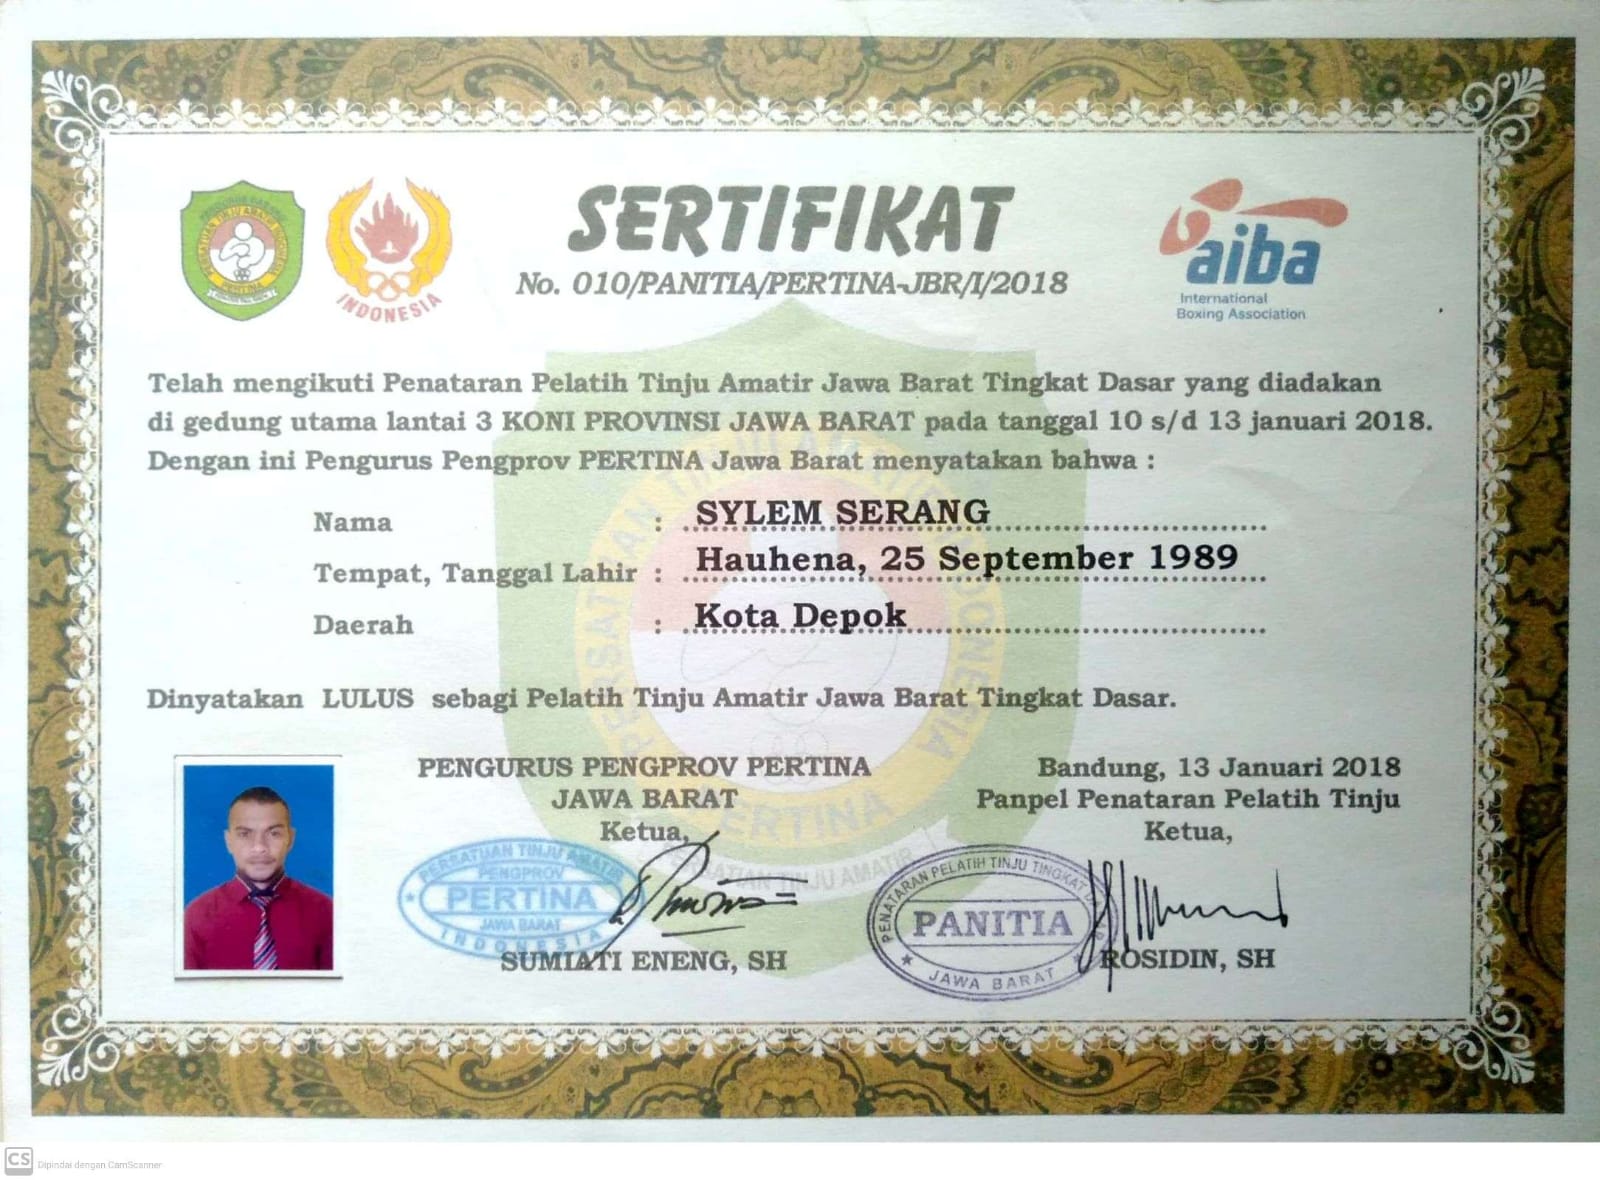 SERTIFIKAT
No. 010/PANITIA/PERTINA-JBR/I/2018
INDONESIA
aiba
International
Boxing Association
Telah mengikuti Penataran Pelatih Tinju Amatir Jawa Barat Tingkat Dasar yang diadakan
di gedung utama lantai 3 KONI PROVINSI JAWA BARAT pada tanggal 10 s/d 13 januari 2018.
Dengan ini Pengurus Pengprov PERTINA Jawa Barat menyatakan bahwa :
Nama : SYLEM SERANG
Tempat, Tanggal Lahir : Hauhena, 25 September 1989
Daerah : Kota Depok
Dinyatakan LULUS sebagi Pelatih Tinju Amatir Jawa Barat Tingkat Dasar.
PENGURUS PENGPROV PERTINA
JAWA BARAT
Ketua,
PERSATUAN TINJU AMATIR
PENGPROV
PERTINA
JAWA BARAT
INDONESIA
SUMIATI ENENG, SH
Bandung, 13 Januari 2018
Panpel Penataran Pelatih Tinju
Ketua,
PENATARAN PELATIH TINJU TINGKAT
PANITIA
JAWA BARAT
ROSIDIN, SH
PERSATUAN TINJU AMATIR INDONESIA
PERTINA
CS Dipindai dengan CamScanner